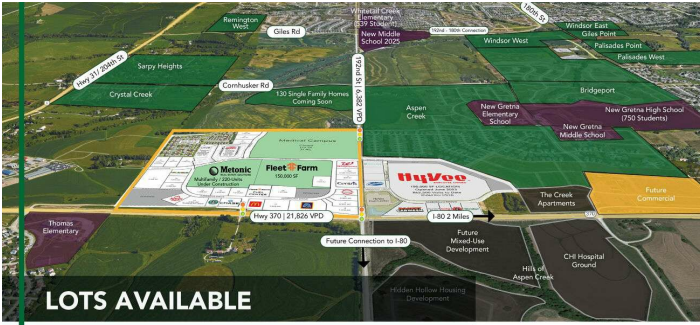 180th St
Whitetail Creek
Elementary
(539 Student)
Remington
West
Giles Rd
New Middle
School 2025
192nd - 180th Connection
Windsor East
Giles Point
Windsor West
Palisades Point
Palisades West
Hwy 31/ 204th St
Sarpy Heights
192nd St | 6,382 VPD
Cornhusker Rd
Crystal Creek
130 Single Family Homes
Coming Soon
Aspen
Creek
Bridgeport
New Gretna
Elementary
School
New Gretna High School
(750 Students)
New Gretna
Middle School
Medical Campus
Metonic
Multifamily / 220-Units
Under Construction
Fleet Farm
150,000 SF
HyVee
The Creek
Apartments
Future
Commercial
Hwy 370 | 21,826 VPD
I-80 2 Miles
370
Thomas
Elementary
Future Connection to I-80
Future
Mixed-Use
Development
Hills of
Aspen Creek
CHI Hospital
Ground
Hidden Hollow Housing
Development
LOTS AVAILABLE